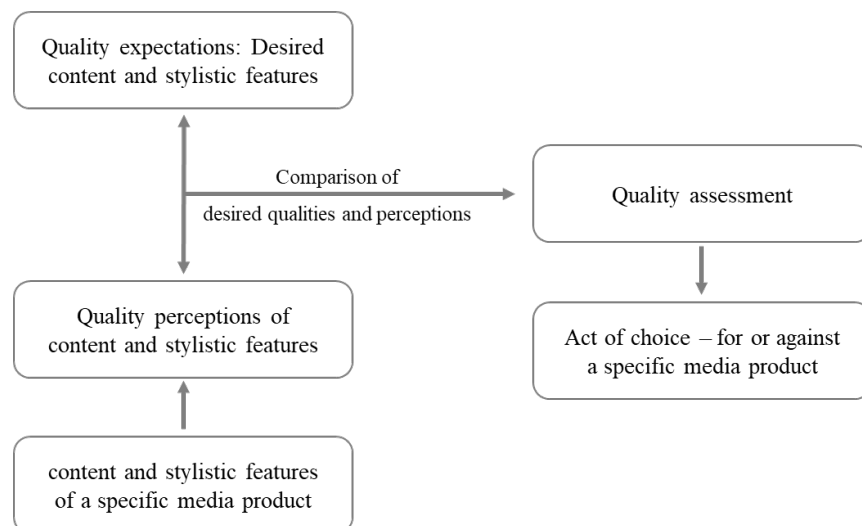 Quality expectations: Desired
content and stylistic features
Comparison of
desired qualities and perceptions
Quality assessment
Quality perceptions of
content and stylistic features
Act of choice – for or against
a specific media product
content and stylistic features
of a specific media product